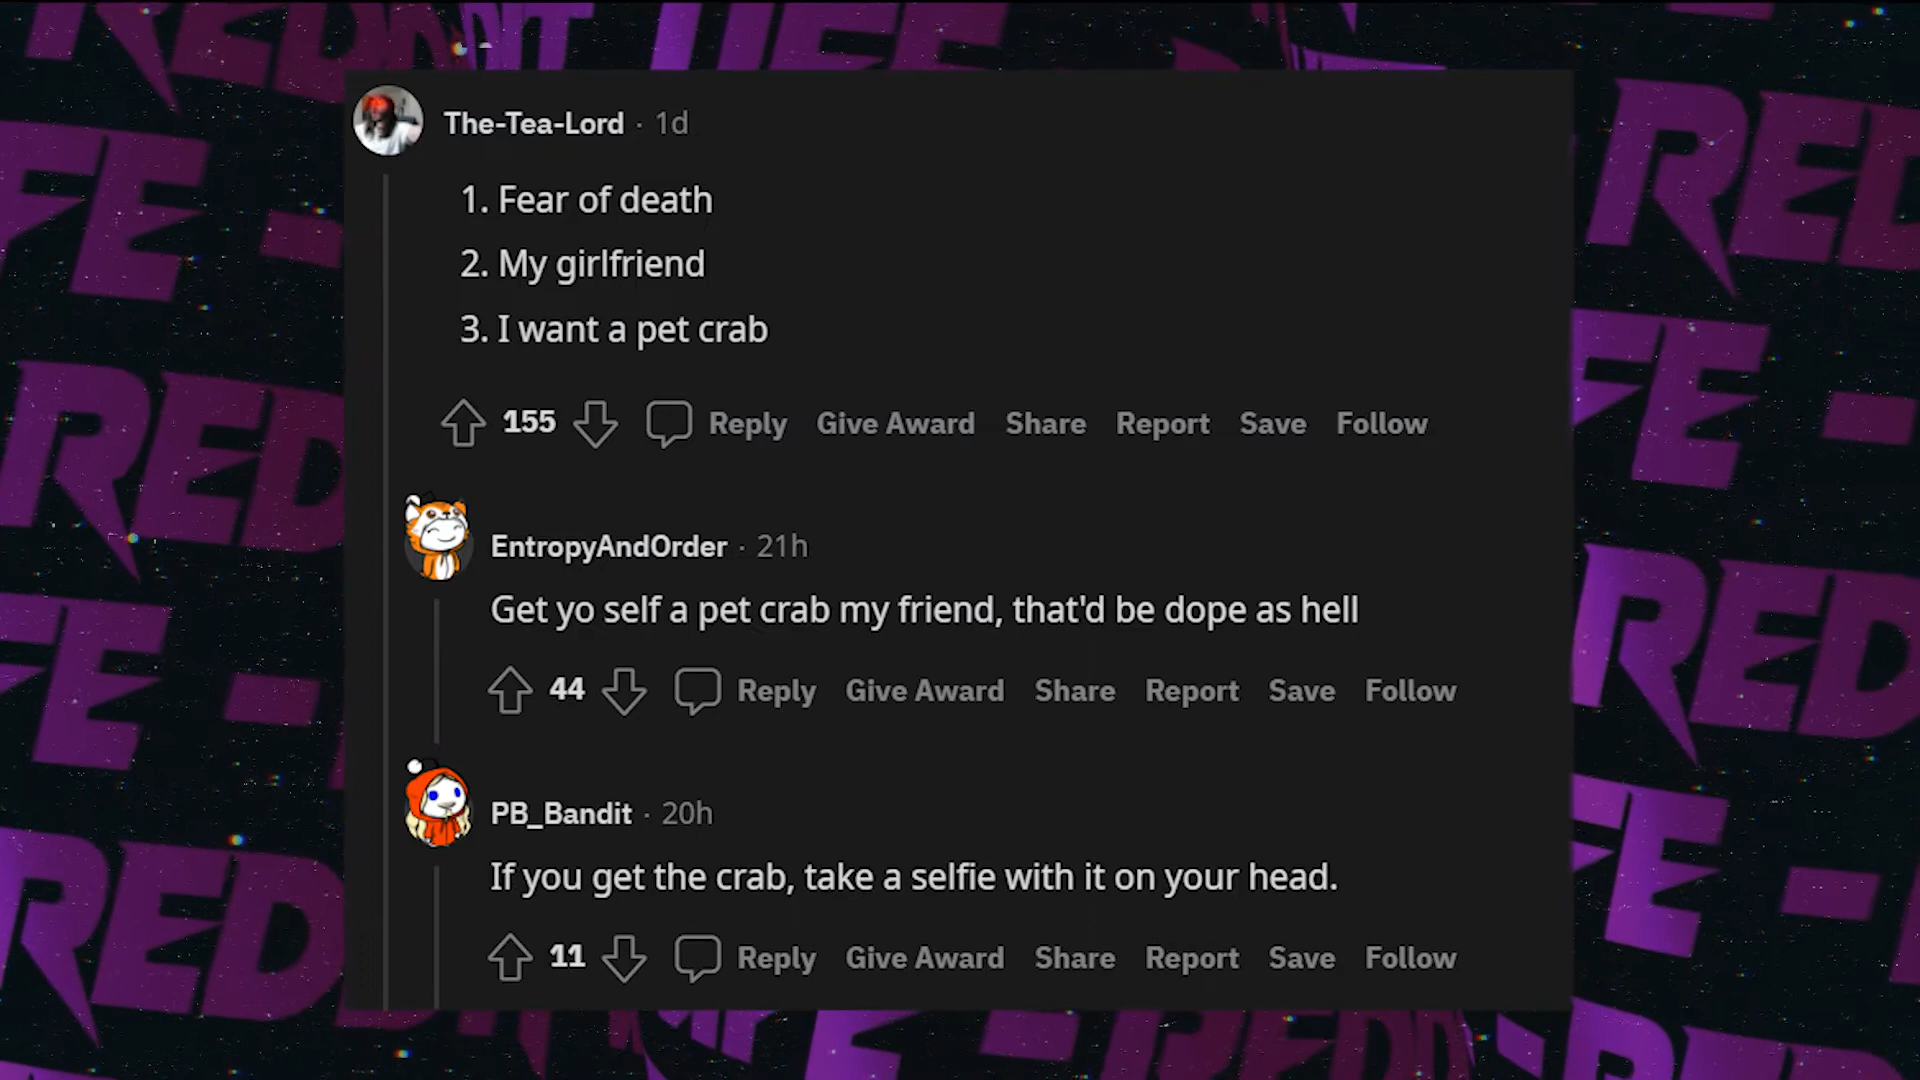 The-Tea-Lord · 1d
1. Fear of death
2. My girlfriend
3. I want a pet crab
155 Reply Give Award Share Report Save Follow
EntropyAndOrder · 21h
Get yo self a pet crab my friend, that'd be dope as hell
44 Reply Give Award Share Report Save Follow
PB_Bandit · 20h
If you get the crab, take a selfie with it on your head.
11 Reply Give Award Share Report Save Follow